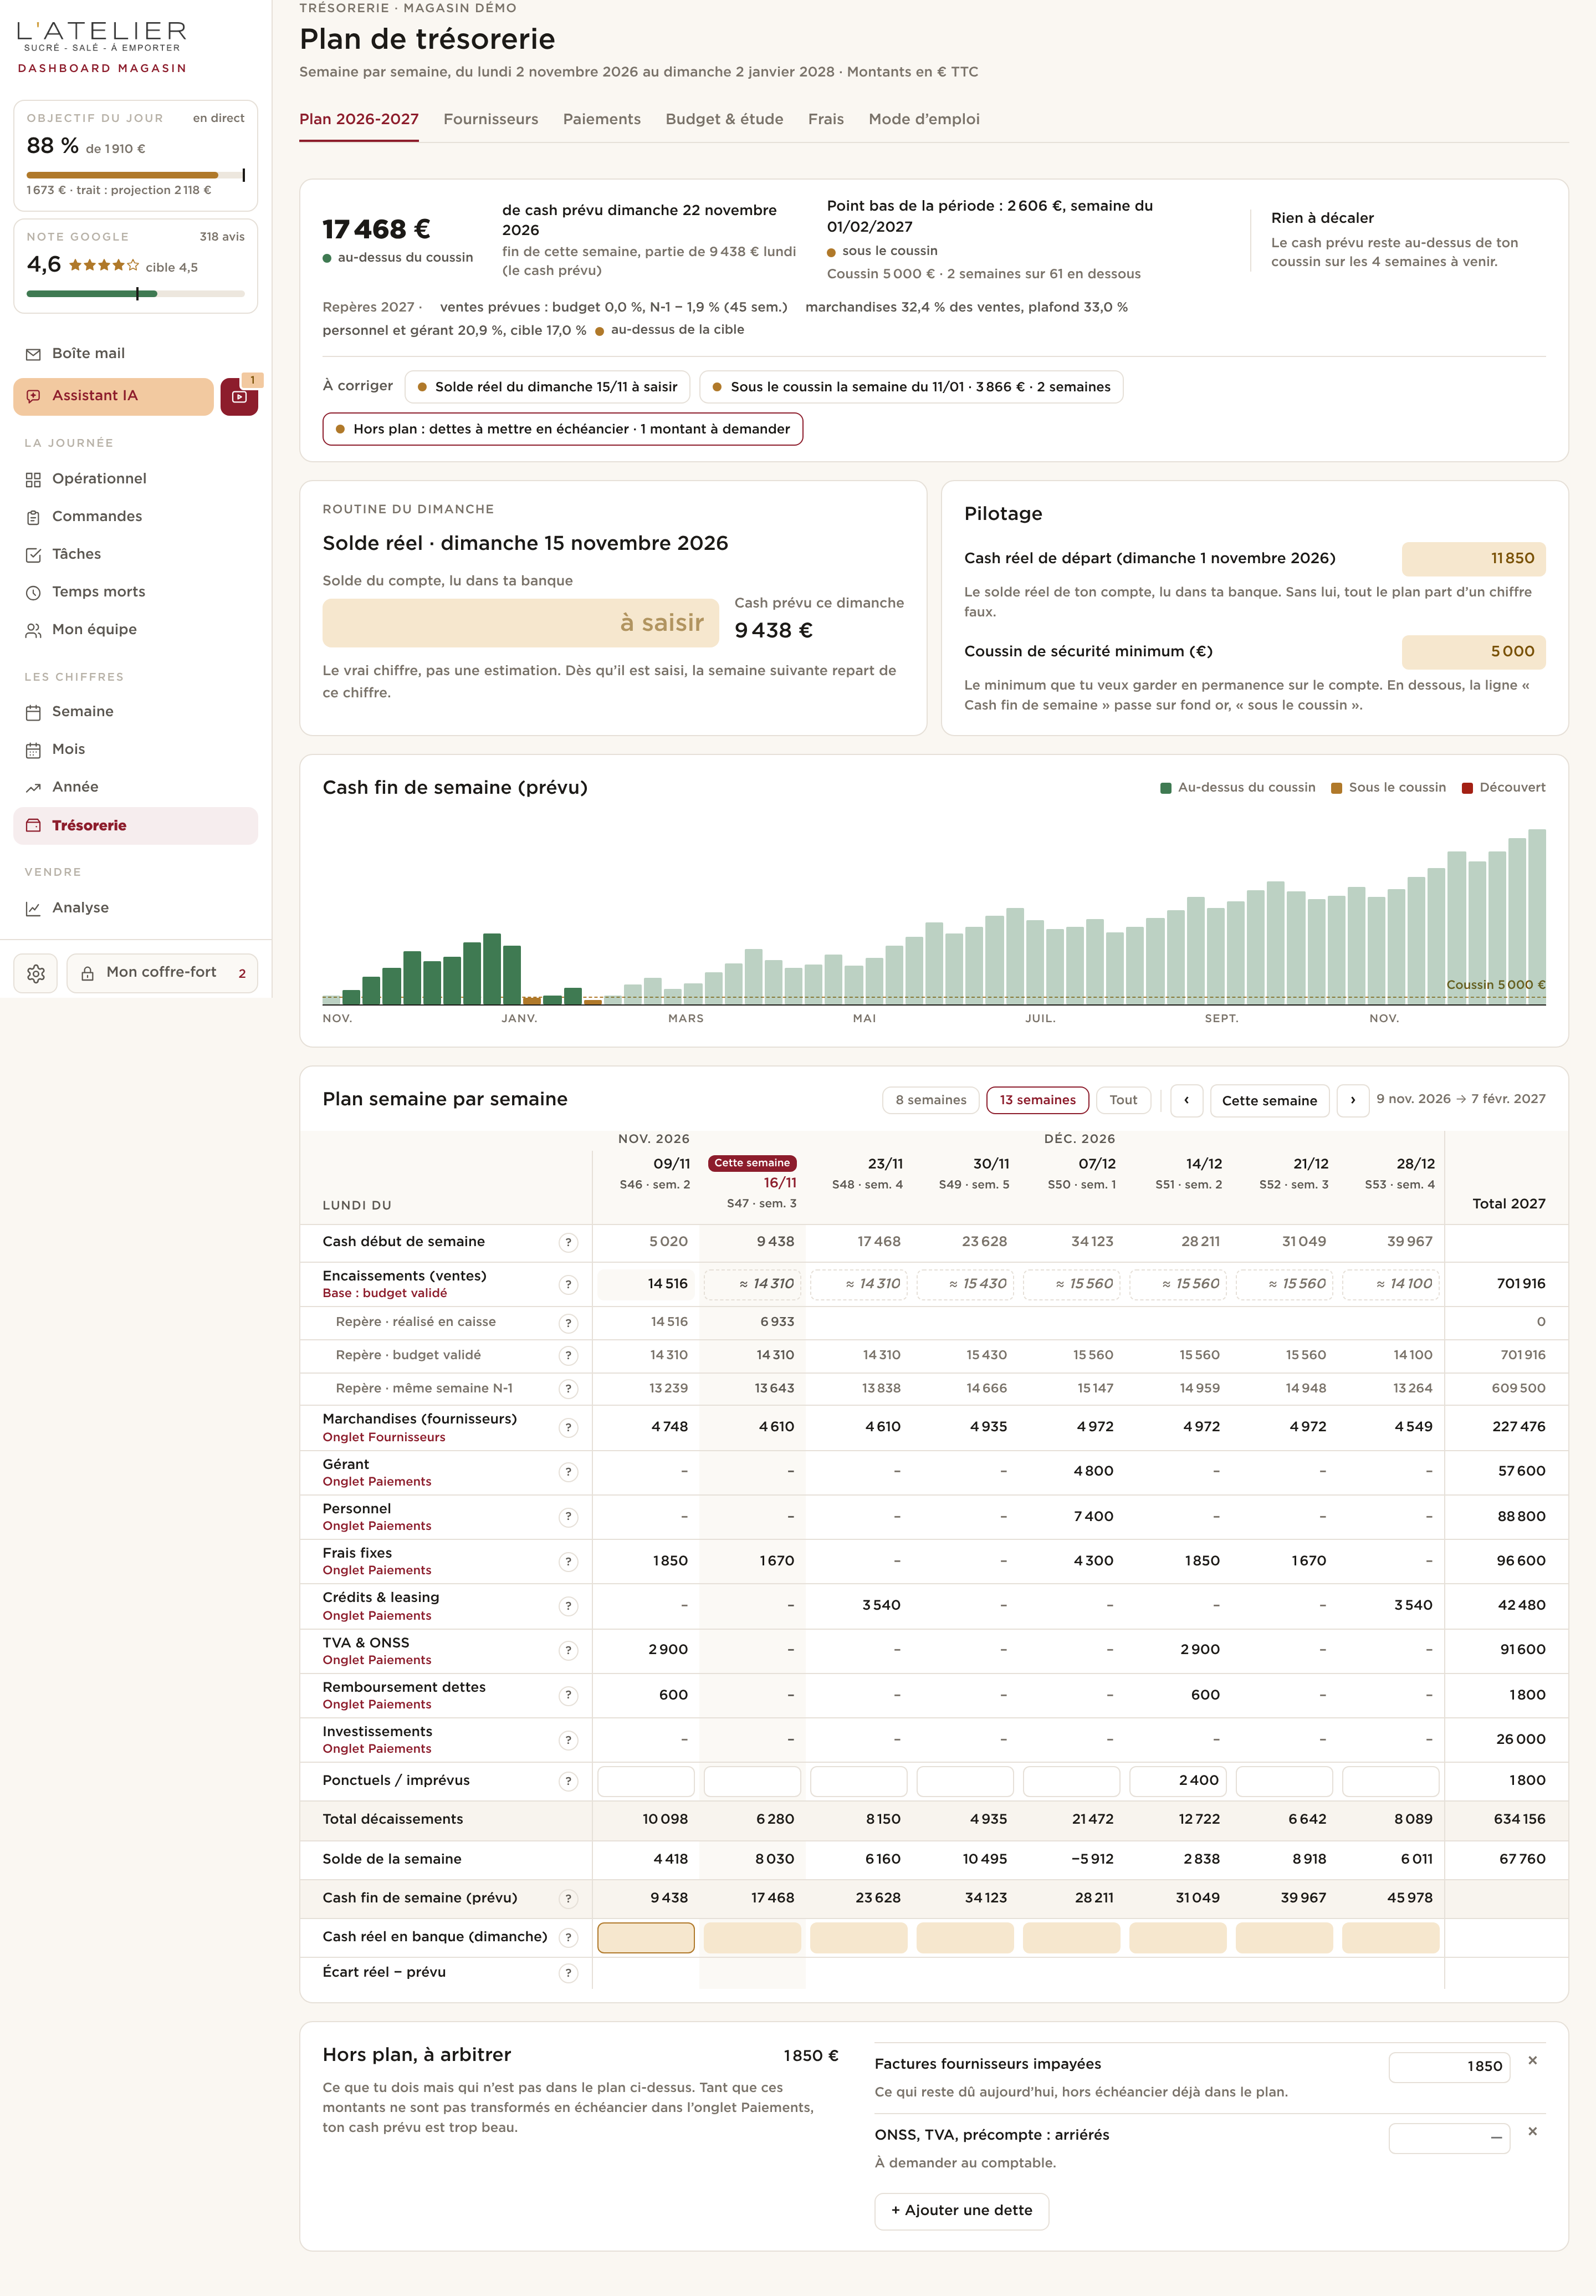 L'ATELIER
SUCRÉ - SALÉ - À EMPORTER
DASHBOARD MAGASIN
OBJECTIF DU JOUR en direct
88 % de 1 910 €
1 673 € · trait : projection 2 118 €
NOTE GOOGLE 318 avis
4,6 cible 4,5
Boîte mail
Assistant IA 1
LA JOURNÉE
Opérationnel
Commandes
Tâches
Temps morts
Mon équipe
LES CHIFFRES
Semaine
Mois
Année
Trésorerie
VENDRE
Analyse
Mon coffre-fort 2
TRÉSORERIE · MAGASIN DÉMO
Plan de trésorerie
Semaine par semaine, du lundi 2 novembre 2026 au dimanche 2 janvier 2028 · Montants en € TTC
Plan 2026-2027 Fournisseurs Paiements Budget & étude Frais Mode d'emploi
17 468 €
au-dessus du coussin
de cash prévu dimanche 22 novembre
2026
fin de cette semaine, partie de 9 438 € lundi
(le cash prévu)
Point bas de la période : 2 606 €, semaine du
01/02/2027
sous le coussin
Coussin 5 000 € · 2 semaines sur 61 en dessous
Rien à décaler
Le cash prévu reste au-dessus de ton
coussin sur les 4 semaines à venir.
Repères 2027 · ventes prévues : budget 0,0 %, N-1 − 1,9 % (45 sem.) marchandises 32,4 % des ventes, plafond 33,0 %
personnel et gérant 20,9 %, cible 17,0 % au-dessus de la cible
À corriger Solde réel du dimanche 15/11 à saisir Sous le coussin la semaine du 11/01 · 3 866 € · 2 semaines
Hors plan : dettes à mettre en échéancier · 1 montant à demander
ROUTINE DU DIMANCHE
Solde réel · dimanche 15 novembre 2026
Solde du compte, lu dans ta banque
à saisir
Cash prévu ce dimanche
9 438 €
Le vrai chiffre, pas une estimation. Dès qu'il est saisi, la semaine suivante repart de
ce chiffre.
Pilotage
Cash réel de départ (dimanche 1 novembre 2026) 11 850
Le solde réel de ton compte, lu dans ta banque. Sans lui, tout le plan part d'un chiffre
faux.
Coussin de sécurité minimum (€) 5 000
Le minimum que tu veux garder en permanence sur le compte. En dessous, la ligne «
Cash fin de semaine » passe sur fond or, « sous le coussin ».
Cash fin de semaine (prévu) Au-dessus du coussin Sous le coussin Découvert
Coussin 5 000 €
NOV. JANV. MARS MAI JUIL. SEPT. NOV.
Plan semaine par semaine 8 semaines 13 semaines Tout ‹ Cette semaine › 9 nov. 2026 → 7 févr. 2027
NOV. 2026 DÉC. 2026
09/11 Cette semaine 23/11 30/11 07/12 14/12 21/12 28/12
S46 · sem. 2 16/11 S48 · sem. 4 S49 · sem. 5 S50 · sem. 1 S51 · sem. 2 S52 · sem. 3 S53 · sem. 4
LUNDI DU S47 · sem. 3 Total 2027
Cash début de semaine ? 5 020 9 438 17 468 23 628 34 123 28 211 31 049 39 967
Encaissements (ventes) ? 14 516 ≈ 14 310 ≈ 14 310 ≈ 15 430 ≈ 15 560 ≈ 15 560 ≈ 15 560 ≈ 14 100 701 916
Base : budget validé
Repère · réalisé en caisse ? 14 516 6 933 0
Repère · budget validé ? 14 310 14 310 14 310 15 430 15 560 15 560 15 560 14 100 701 916
Repère · même semaine N-1 ? 13 239 13 643 13 838 14 666 15 147 14 959 14 948 13 264 609 500
Marchandises (fournisseurs) ? 4 748 4 610 4 610 4 935 4 972 4 972 4 972 4 549 227 476
Onglet Fournisseurs
Gérant ? – – – – 4 800 – – – 57 600
Onglet Paiements
Personnel ? – – – – 7 400 – – – 88 800
Onglet Paiements
Frais fixes ? 1 850 1 670 – – 4 300 1 850 1 670 – 96 600
Onglet Paiements
Crédits & leasing ? – – 3 540 – – – – 3 540 42 480
Onglet Paiements
TVA & ONSS ? 2 900 – – – – 2 900 – – 91 600
Onglet Paiements
Remboursement dettes ? 600 – – – – 600 – – 1 800
Onglet Paiements
Investissements ? – – – – – – – – 26 000
Onglet Paiements
Ponctuels / imprévus ? 2 400 1 800
Total décaissements 10 098 6 280 8 150 4 935 21 472 12 722 6 642 8 089 634 156
Solde de la semaine 4 418 8 030 6 160 10 495 −5 912 2 838 8 918 6 011 67 760
Cash fin de semaine (prévu) ? 9 438 17 468 23 628 34 123 28 211 31 049 39 967 45 978
Cash réel en banque (dimanche) ?
Écart réel − prévu ?
Hors plan, à arbitrer 1 850 €
Ce que tu dois mais qui n'est pas dans le plan ci-dessus. Tant que ces
montants ne sont pas transformés en échéancier dans l'onglet Paiements,
ton cash prévu est trop beau.
Factures fournisseurs impayées 1 850 ×
Ce qui reste dû aujourd'hui, hors échéancier déjà dans le plan.
ONSS, TVA, précompte : arriérés — ×
À demander au comptable.
+ Ajouter une dette